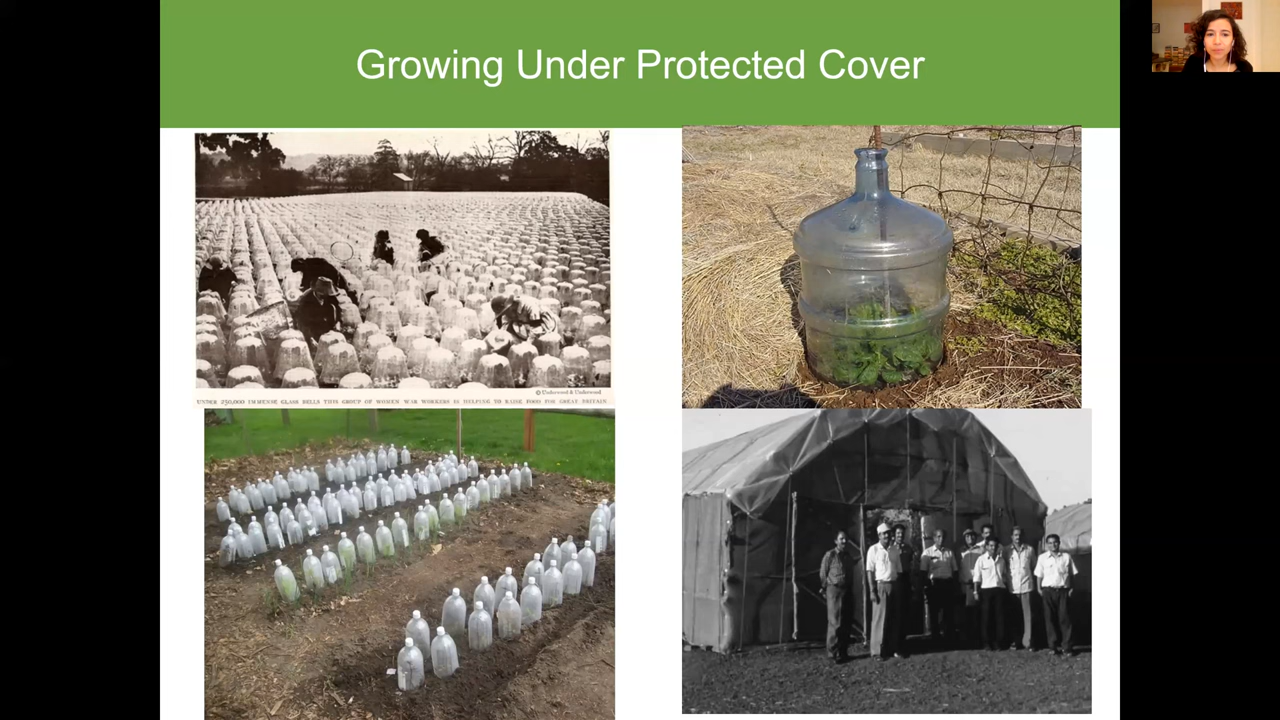 Growing Under Protected Cover
© Underwood & Underwood
UNDER 250,000 IMMENSE GLASS BELLS THIS GROUP OF WOMEN WAR WORKERS IS HELPING TO RAISE FOOD FOR GREAT BRITAIN